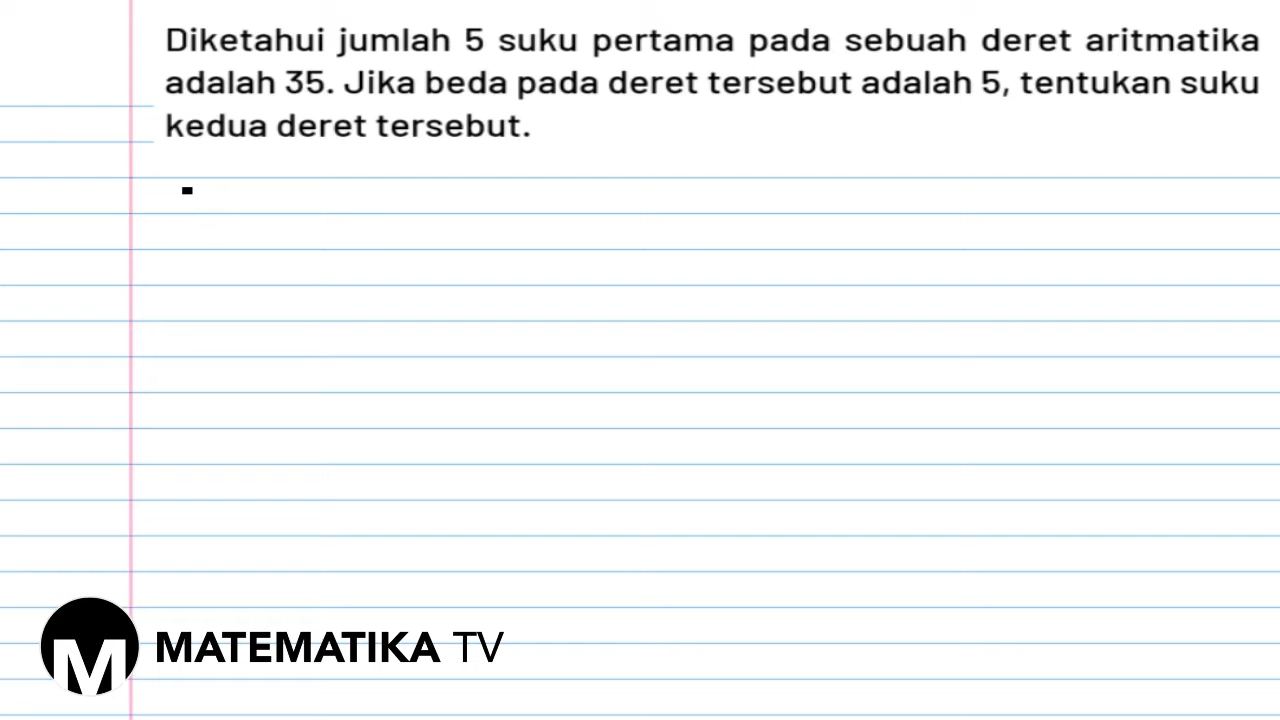 Diketahui jumlah 5 suku pertama pada sebuah deret aritmatika
adalah 35. Jika beda pada deret tersebut adalah 5, tentukan suku
kedua deret tersebut.
M MATEMATIKA TV